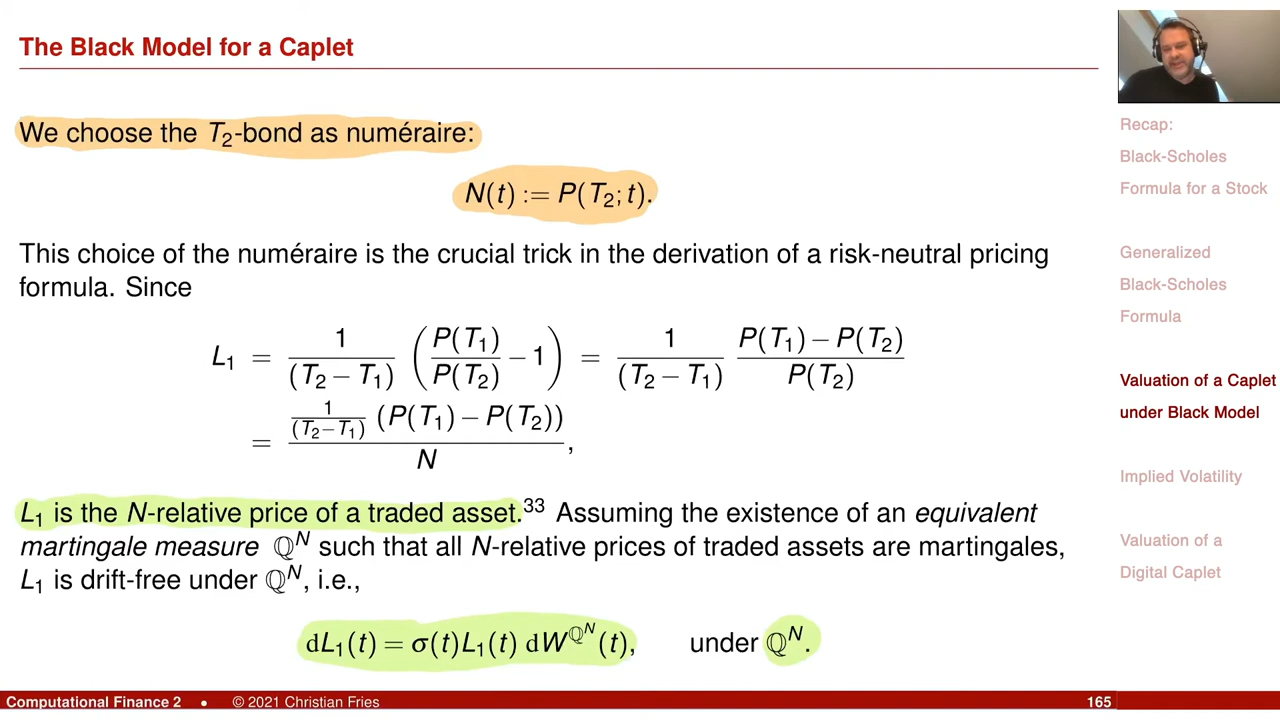 The Black Model for a Caplet
We choose the T₂-bond as numéraire:
N(t) := P(T₂; t).
This choice of the numéraire is the crucial trick in the derivation of a risk-neutral pricing
formula. Since
L₁ = 1/(T₂ − T₁) (P(T₁)/P(T₂) − 1) = 1/(T₂ − T₁) (P(T₁) − P(T₂))/P(T₂)
= (1/(T₂−T₁) (P(T₁) − P(T₂)))/N,
L₁ is the N-relative price of a traded asset.³³ Assuming the existence of an equivalent
martingale measure ℚᴺ such that all N-relative prices of traded assets are martingales,
L₁ is drift-free under ℚᴺ, i.e.,
dL₁(t) = σ(t)L₁(t) dW^ℚᴺ(t), under ℚᴺ.
Recap:
Black-Scholes
Formula for a Stock
Generalized
Black-Scholes
Formula
Valuation of a Caplet
under Black Model
Implied Volatility
Valuation of a
Digital Caplet
Computational Finance 2 • © 2021 Christian Fries 165